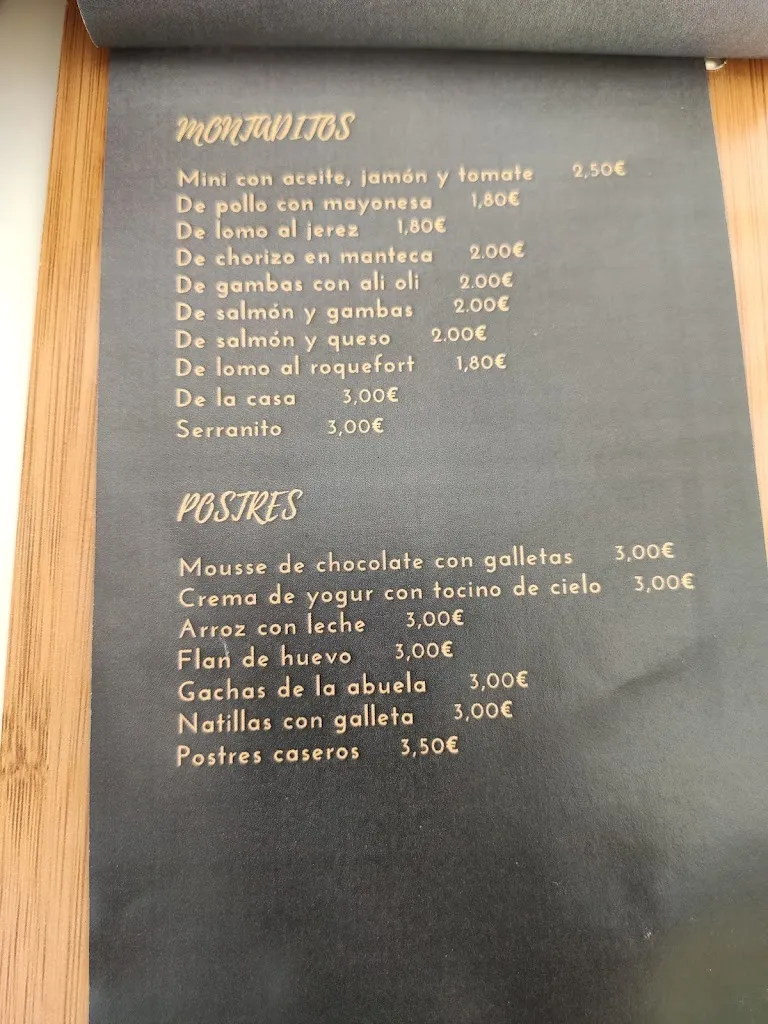 MONTADITOS
Mini con aceite, jamón y tomate 2,50€
De pollo con mayonesa 1,80€
De lomo al jerez 1,80€
De chorizo en manteca 2.00€
De gambas con ali oli 2.00€
De salmón y gambas 2.00€
De salmón y queso 2.00€
De lomo al roquefort 1,80€
De la casa 3,00€
Serranito 3,00€
POSTRES
Mousse de chocolate con galletas 3,00€
Crema de yogur con tocino de cielo 3,00€
Arroz con leche 3,00€
Flan de huevo 3,00€
Gachas de la abuela 3,00€
Natillas con galleta 3,00€
Postres caseros 3,50€